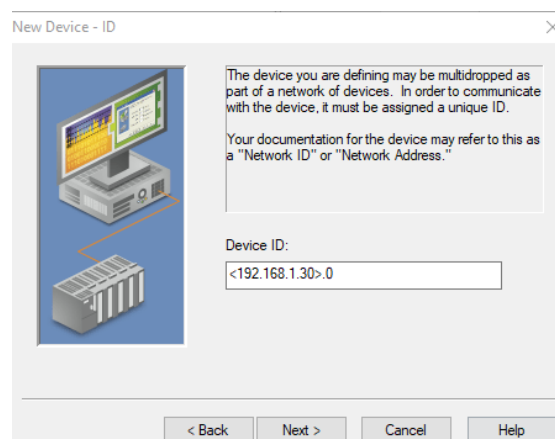 New Device - ID
The device you are defining may be multidropped as
part of a network of devices. In order to communicate
with the device, it must be assigned a unique ID.
Your documentation for the device may refer to this as
a "Network ID" or "Network Address."
Device ID:
<192.168.1.30>.0
< Back Next > Cancel Help